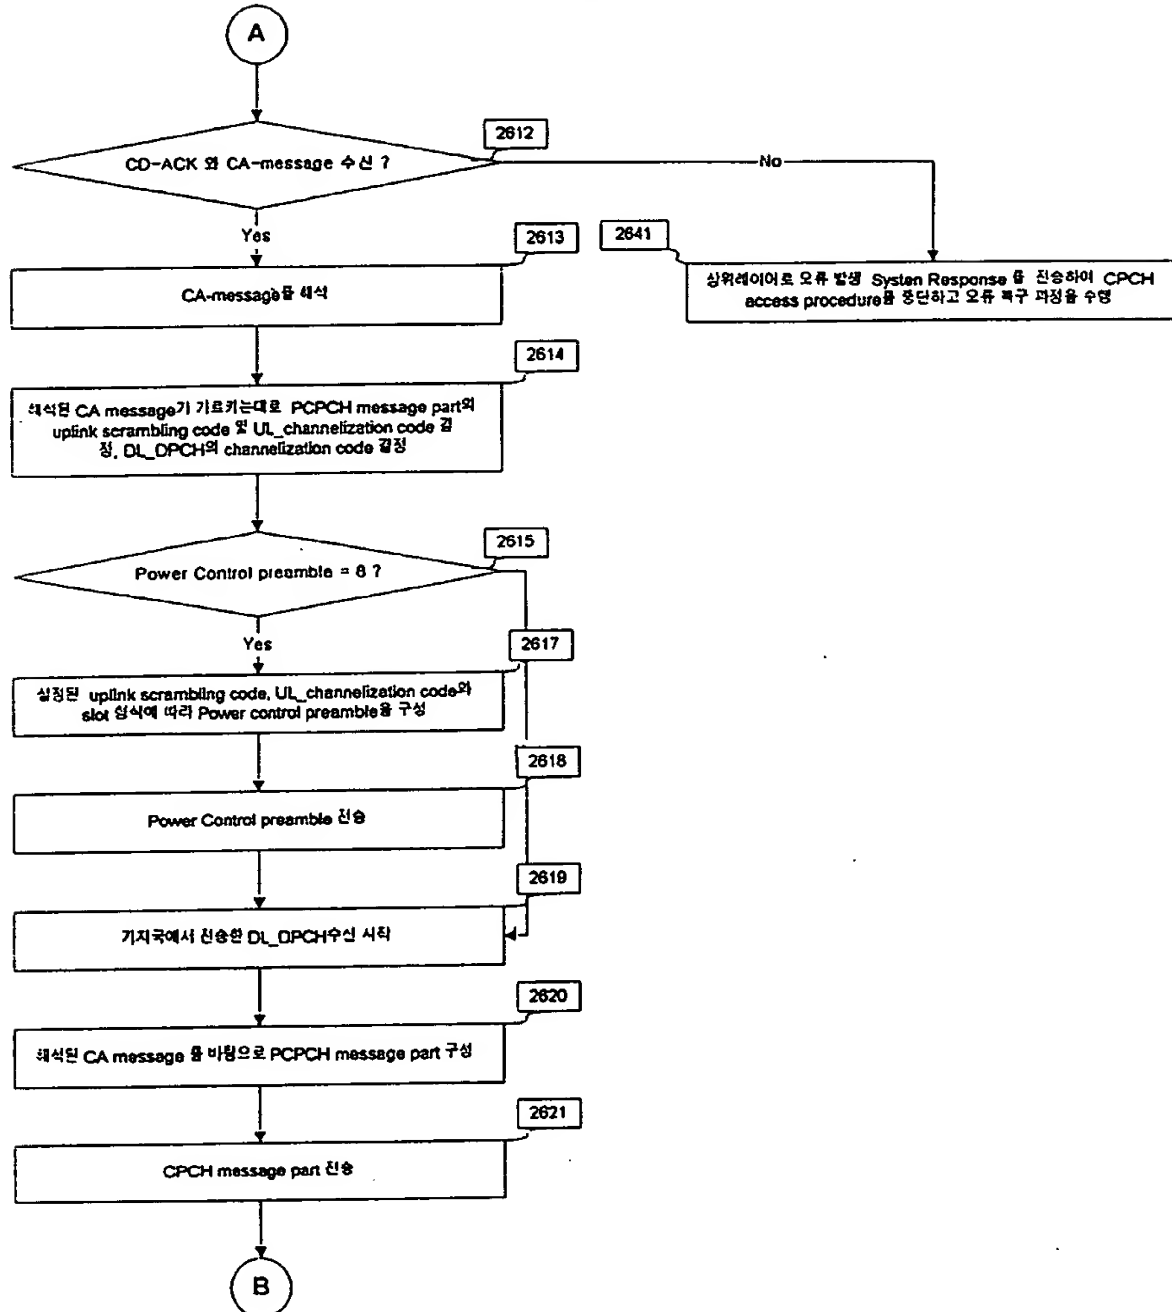 A
2612
CD-ACK 와 CA-message 수신 ?
No
Yes
2613
2641
CA-message를 해석
상위레이어로 오류 발생 Systen Response 를 전송하여 CPCH
access procedure를 중단하고 오류 복구 과정을 수행
2614
해석된 CA message가 가르키는대로 PCPCH message part의
uplink scrambling code 및 UL_channelization code 결
정, DL_DPCH의 channelization code 결정
2615
Power Control preamble = 8 ?
Yes
2617
설정된 uplink scrambling code, UL_channelization code와
slot 형식에 따라 Power control preamble을 구성
2618
Power Control preamble 전송
2619
기지국에서 전송한 DL_DPCH수신 시작
2620
해석된 CA message 를 바탕으로 PCPCH message part 구성
2621
CPCH message part 전송
B